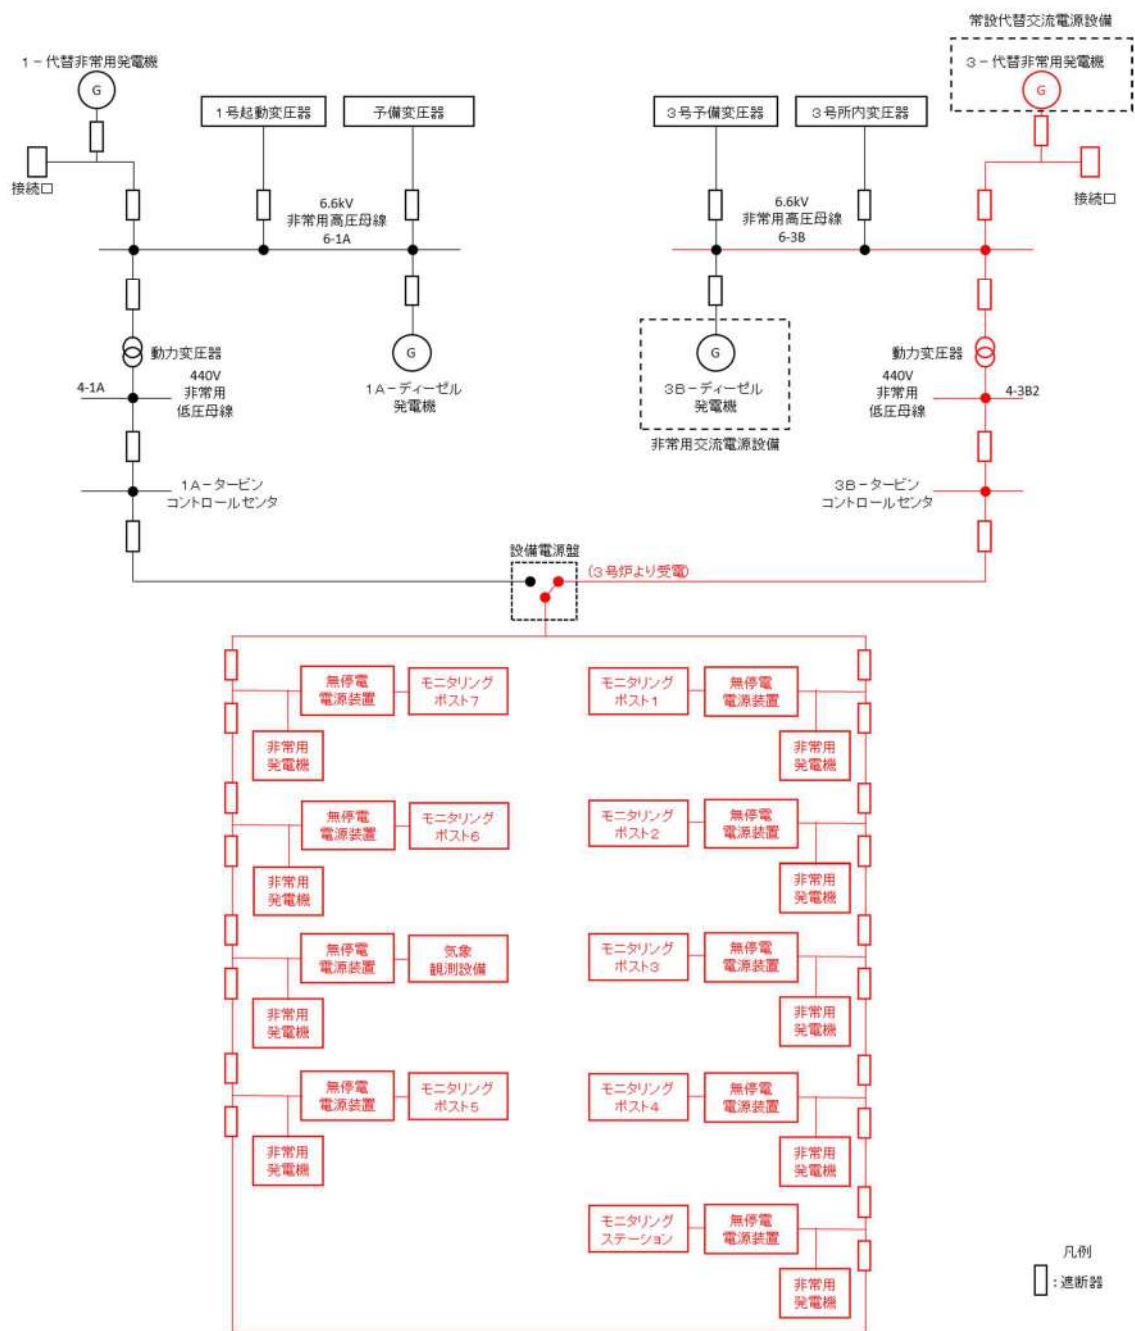 常設代替交流電源設備
1-代替非常用発電機
3-代替非常用発電機
G
G
1号起動変圧器
予備変圧器
3号予備変圧器
3号所内変圧器
接続口
接続口
6.6kV
非常用高圧母線
6-1A
6.6kV
非常用高圧母線
6-3B
動力変圧器
G
G
動力変圧器
4-1A
440V
非常用
低圧母線
1A-ディーゼル
発電機
3B-ディーゼル
発電機
440V
非常用
低圧母線
4-3B2
非常用交流電源設備
1A-タービン
コントロールセンタ
3B-タービン
コントロールセンタ
設備電源盤
(3号炉より受電)
無停電
電源装置
モニタリング
ポスト7
モニタリング
ポスト1
無停電
電源装置
非常用
発電機
非常用
発電機
無停電
電源装置
モニタリング
ポスト6
モニタリング
ポスト2
無停電
電源装置
非常用
発電機
非常用
発電機
無停電
電源装置
気象
観測設備
モニタリング
ポスト3
無停電
電源装置
非常用
発電機
非常用
発電機
無停電
電源装置
モニタリング
ポスト5
モニタリング
ポスト4
無停電
電源装置
非常用
発電機
非常用
発電機
モニタリング
ステーション
無停電
電源装置
非常用
発電機
凡例
:遮断器